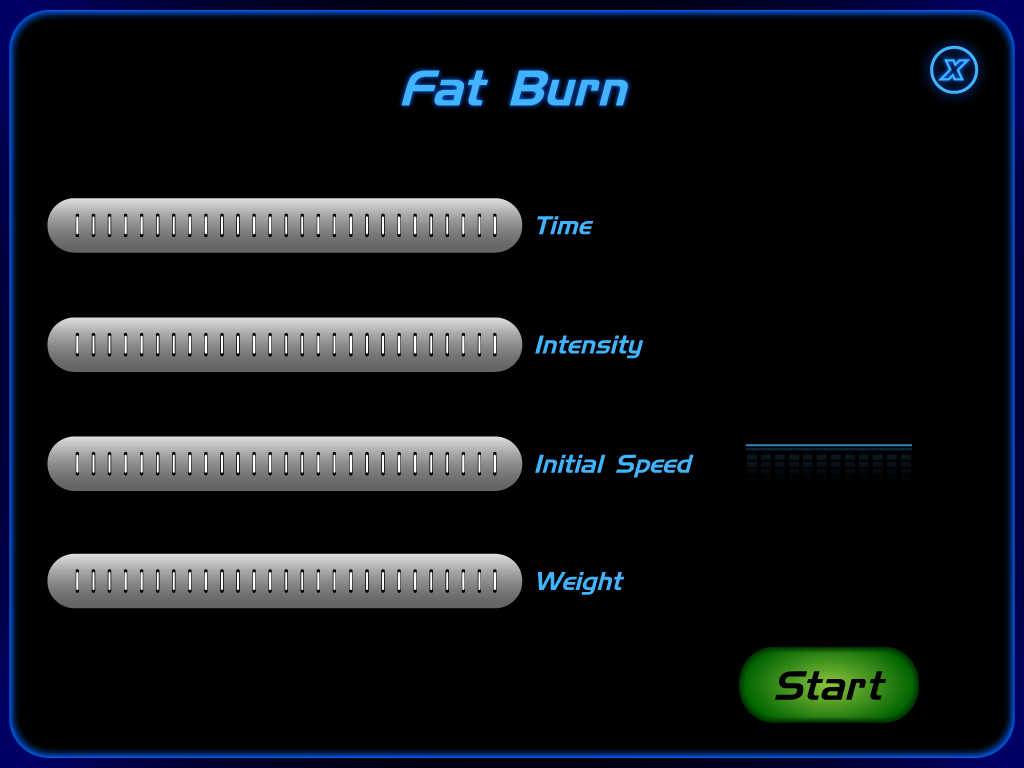 Fat Burn
X
Time
Intensity
Initial Speed
Weight
Start